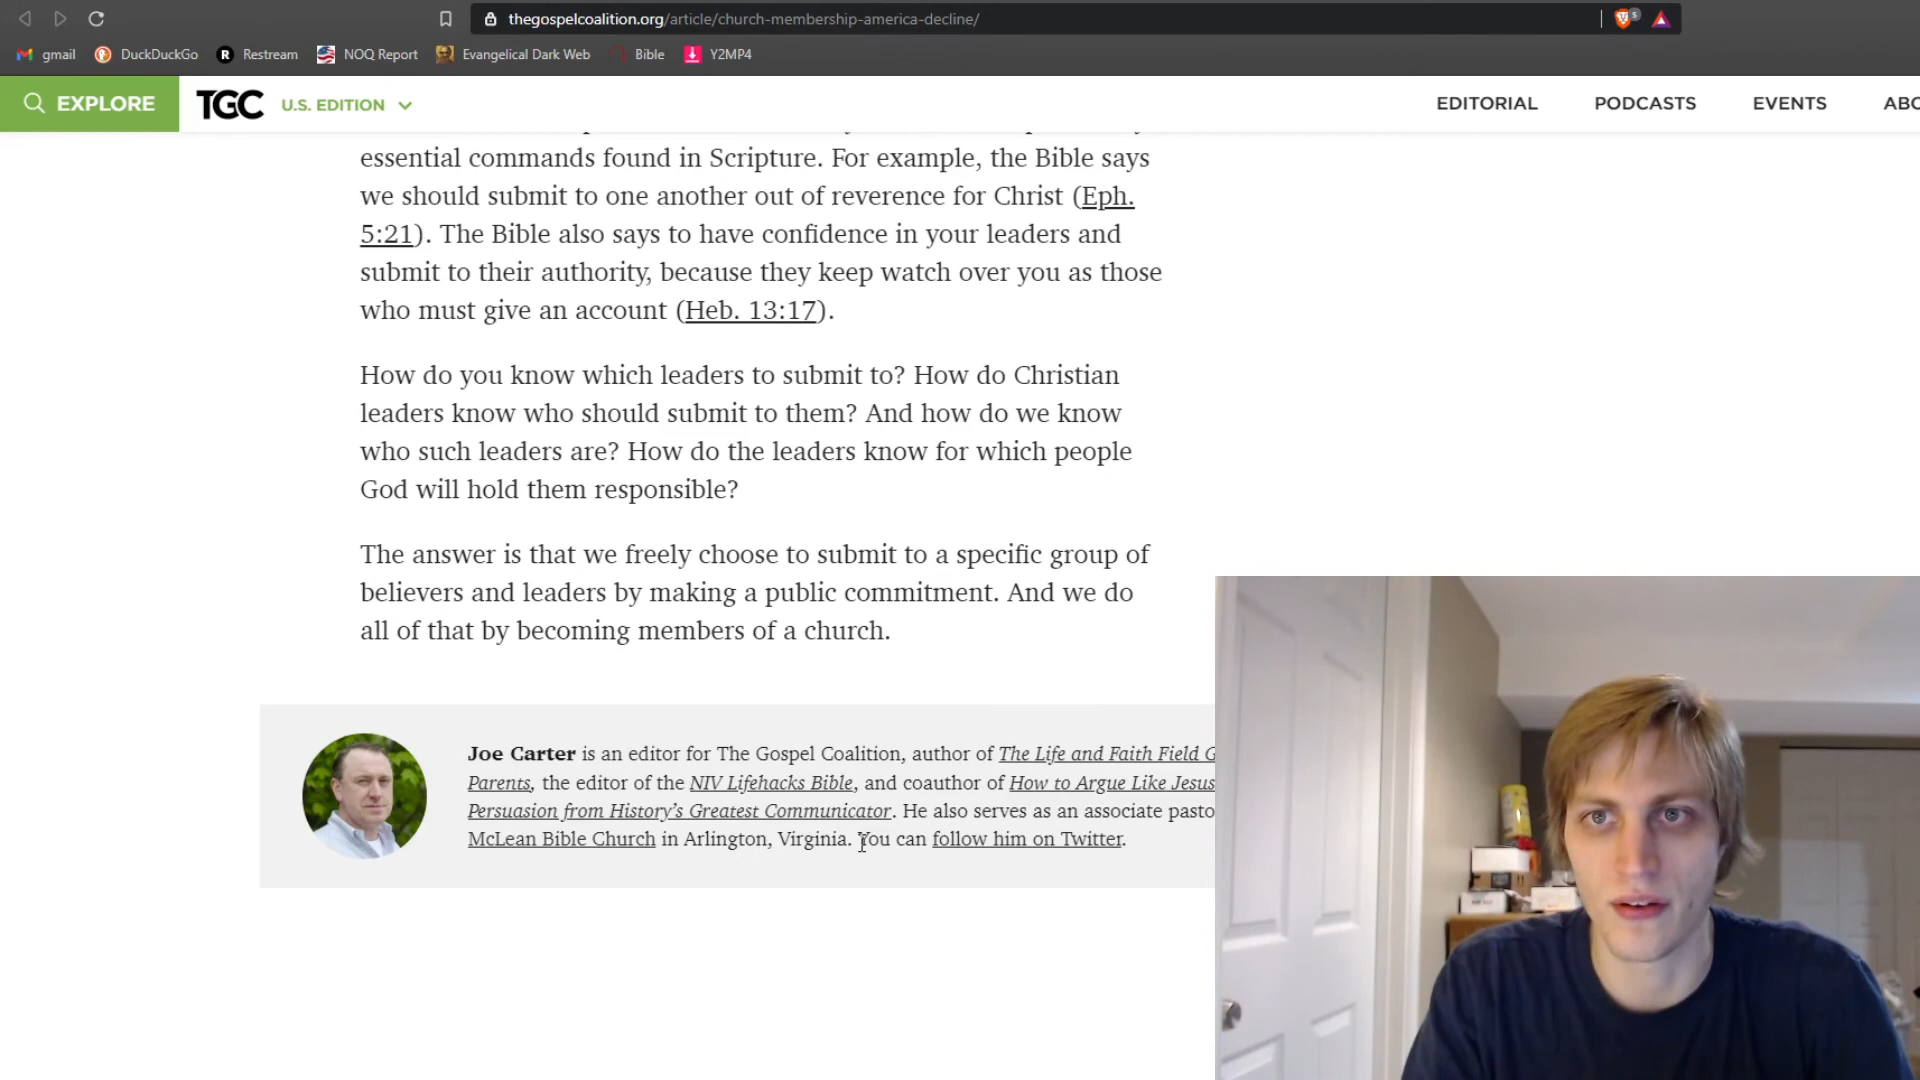 thegospelcoalition.org/article/church-membership-america-decline/
gmail DuckDuckGo Restream NOQ Report Evangelical Dark Web Bible Y2MP4
EXPLORE TGC U.S. EDITION EDITORIAL PODCASTS EVENTS ABO
essential commands found in Scripture. For example, the Bible says
we should submit to one another out of reverence for Christ (Eph.
5:21). The Bible also says to have confidence in your leaders and
submit to their authority, because they keep watch over you as those
who must give an account (Heb. 13:17).
How do you know which leaders to submit to? How do Christian
leaders know who should submit to them? And how do we know
who such leaders are? How do the leaders know for which people
God will hold them responsible?
The answer is that we freely choose to submit to a specific group of
believers and leaders by making a public commitment. And we do
all of that by becoming members of a church.
Joe Carter is an editor for The Gospel Coalition, author of The Life and Faith Field G
Parents, the editor of the NIV Lifehacks Bible, and coauthor of How to Argue Like Jesus
Persuasion from History's Greatest Communicator. He also serves as an associate pasto
McLean Bible Church in Arlington, Virginia. You can follow him on Twitter.